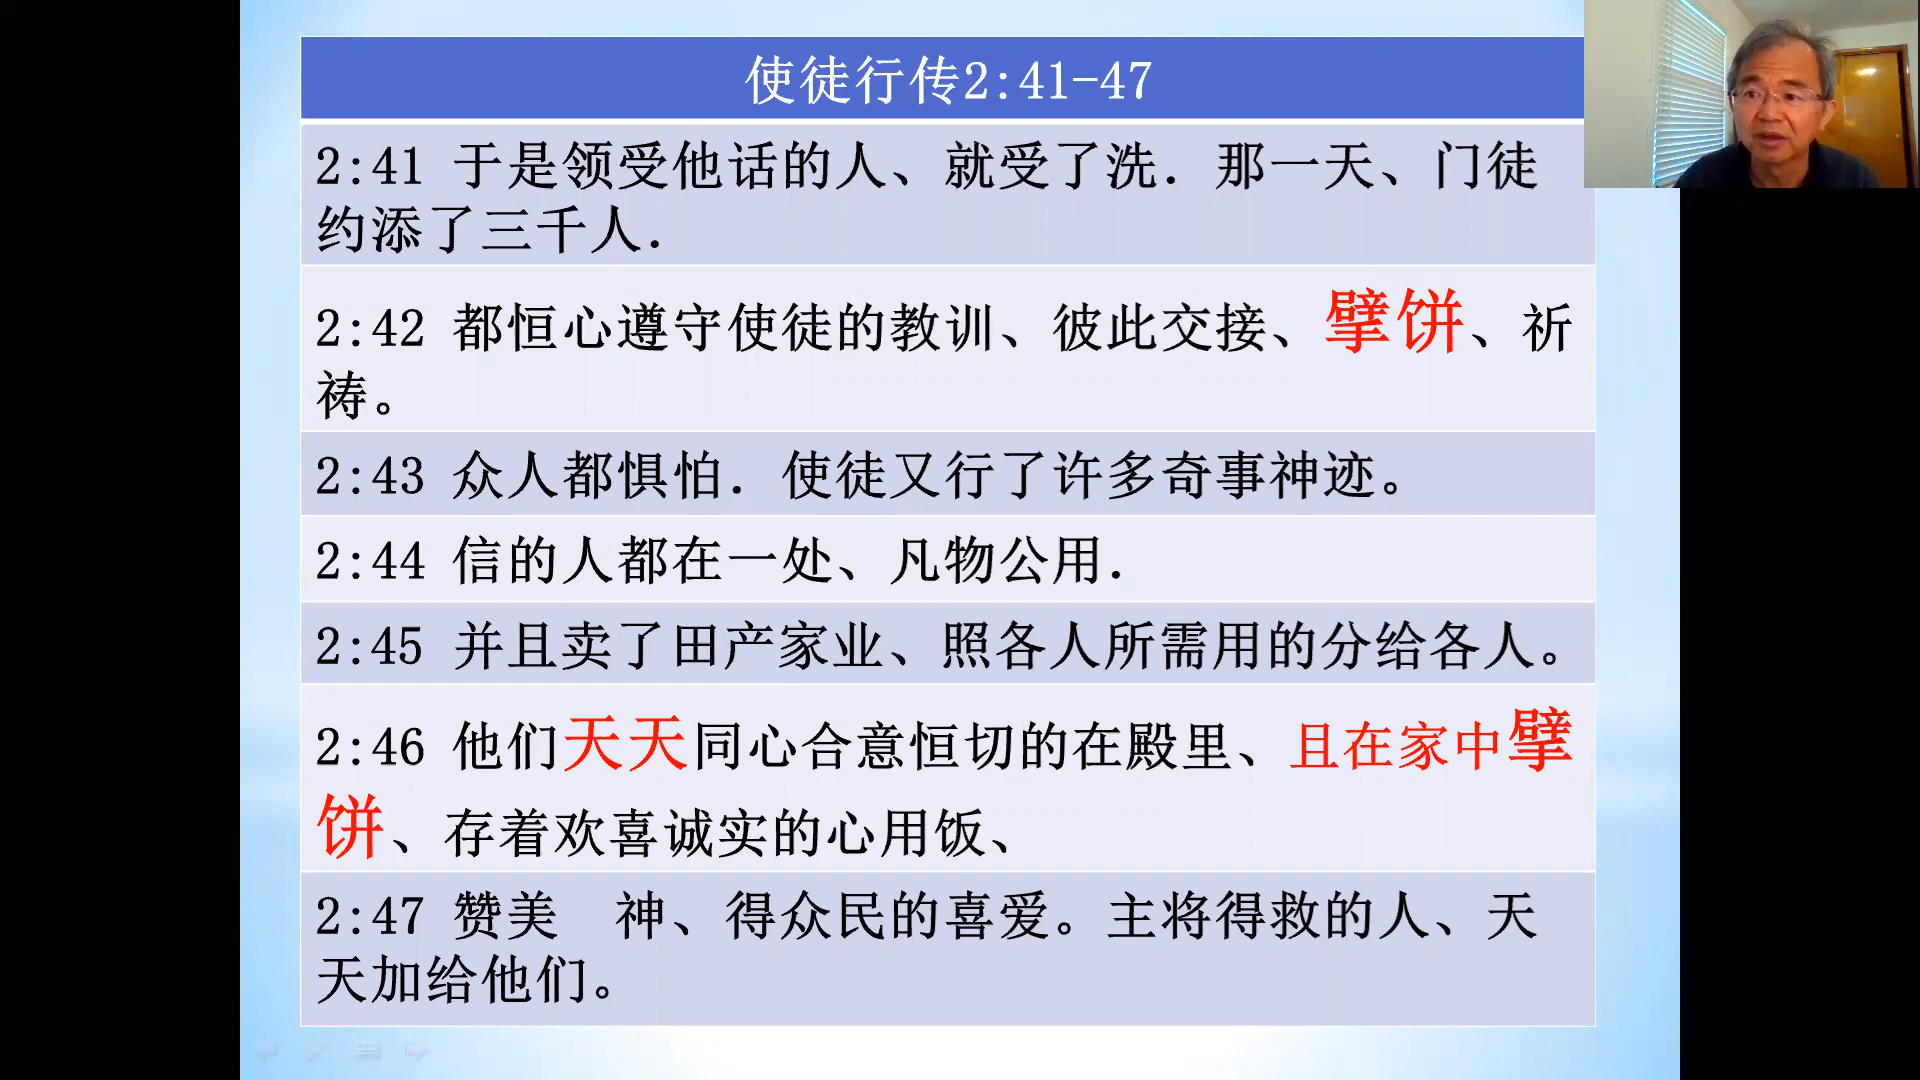 使徒行传2:41-47
2:41 于是领受他话的人、就受了洗．那一天、门徒
约添了三千人．
2:42 都恒心遵守使徒的教训、彼此交接、擘饼、祈
祷。
2:43 众人都惧怕．使徒又行了许多奇事神迹。
2:44 信的人都在一处、凡物公用．
2:45 并且卖了田产家业、照各人所需用的分给各人。
2:46 他们天天同心合意恒切的在殿里、且在家中擘
饼、存着欢喜诚实的心用饭、
2:47 赞美　神、得众民的喜爱。主将得救的人、天
天加给他们。